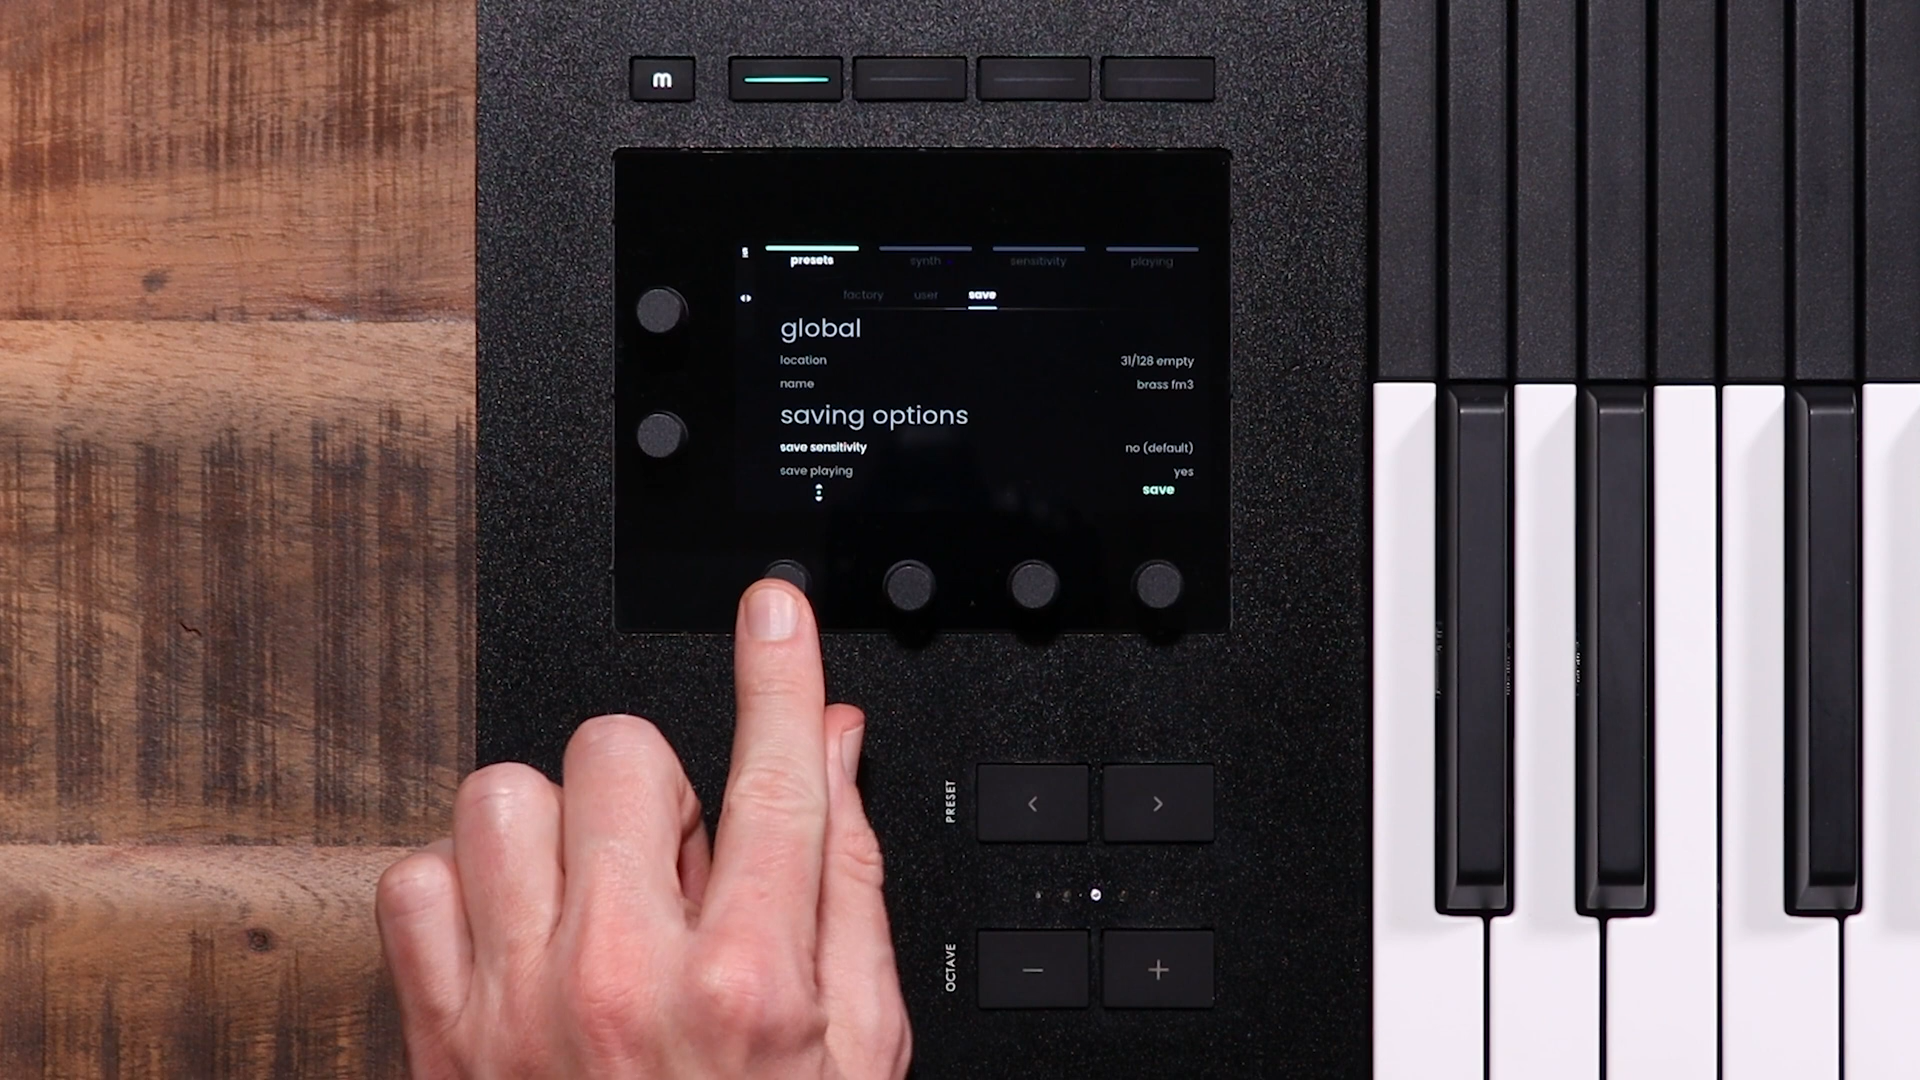 m
presets synth sensitivity playing
factory user save
global
location 31/128 empty
name brass fm3
saving options
save sensitivity no (default)
save playing yes
save
PRESET < >
OCTAVE − +